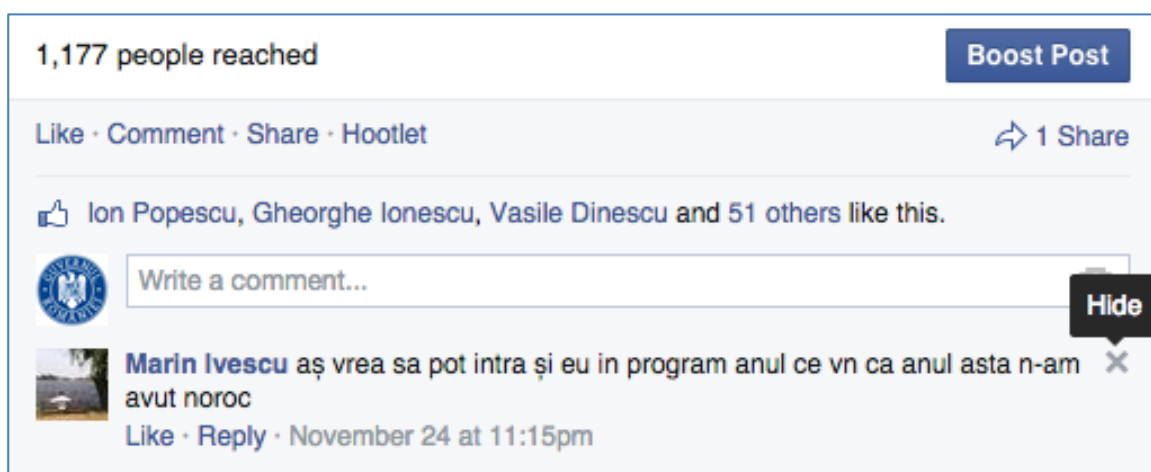 1,177 people reached
Boost Post
Like · Comment · Share · Hootlet
1 Share
Ion Popescu, Gheorghe Ionescu, Vasile Dinescu and 51 others like this.
GUVERNUL ROMÂNIEI
Write a comment...
Hide
Marin Ivescu aș vrea sa pot intra și eu in program anul ce vn ca anul asta n-am
avut noroc
Like · Reply · November 24 at 11:15pm